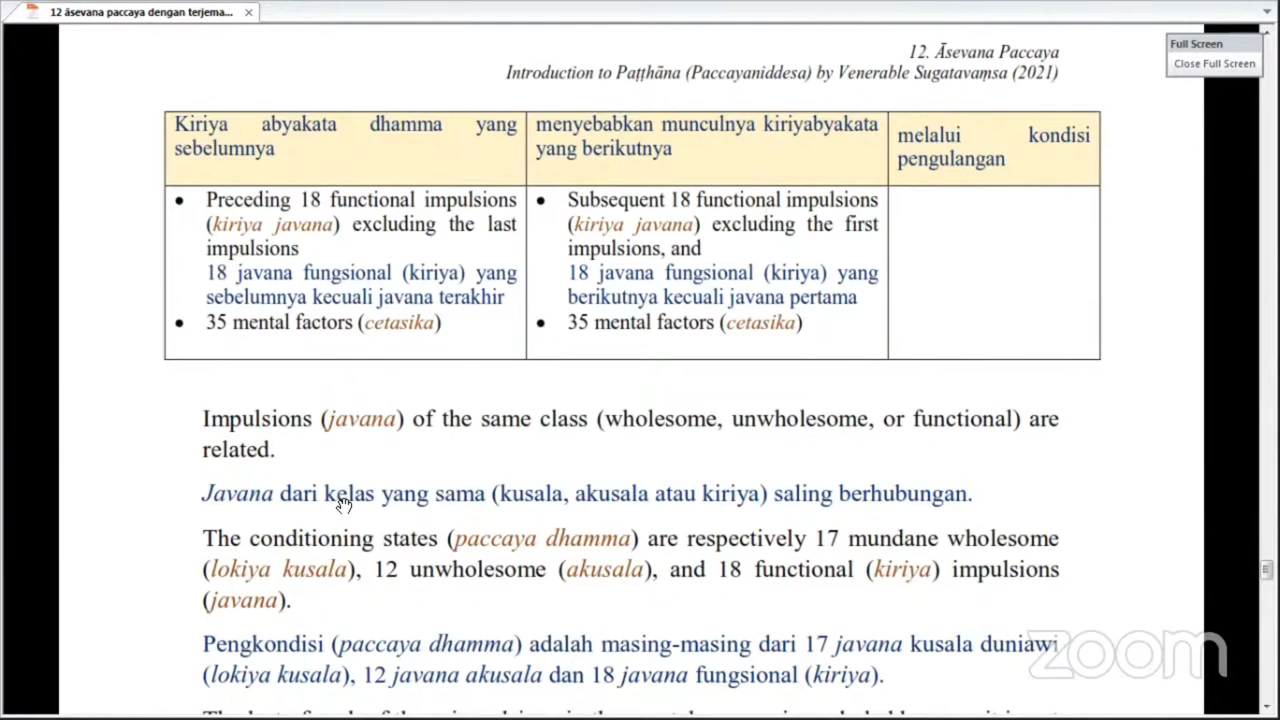 12 āsevana paccaya dengan terjema...
12. Āsevana Paccaya
Introduction to Paṭṭhāna (Paccayaniddesa) by Venerable Sugatavaṃsa (2021)
Full Screen
Close Full Screen
Kiriya abyakata dhamma yang
sebelumnya
menyebabkan munculnya kiriyabyakata
yang berikutnya
melalui kondisi
pengulangan
• Preceding 18 functional impulsions
(kiriya javana) excluding the last
impulsions
18 javana fungsional (kiriya) yang
sebelumnya kecuali javana terakhir
• 35 mental factors (cetasika)
• Subsequent 18 functional impulsions
(kiriya javana) excluding the first
impulsions, and
18 javana fungsional (kiriya) yang
berikutnya kecuali javana pertama
• 35 mental factors (cetasika)
Impulsions (javana) of the same class (wholesome, unwholesome, or functional) are
related.
Javana dari kelas yang sama (kusala, akusala atau kiriya) saling berhubungan.
The conditioning states (paccaya dhamma) are respectively 17 mundane wholesome
(lokiya kusala), 12 unwholesome (akusala), and 18 functional (kiriya) impulsions
(javana).
Pengkondisi (paccaya dhamma) adalah masing-masing dari 17 javana kusala duniawi
(lokiya kusala), 12 javana akusala dan 18 javana fungsional (kiriya).
zoom